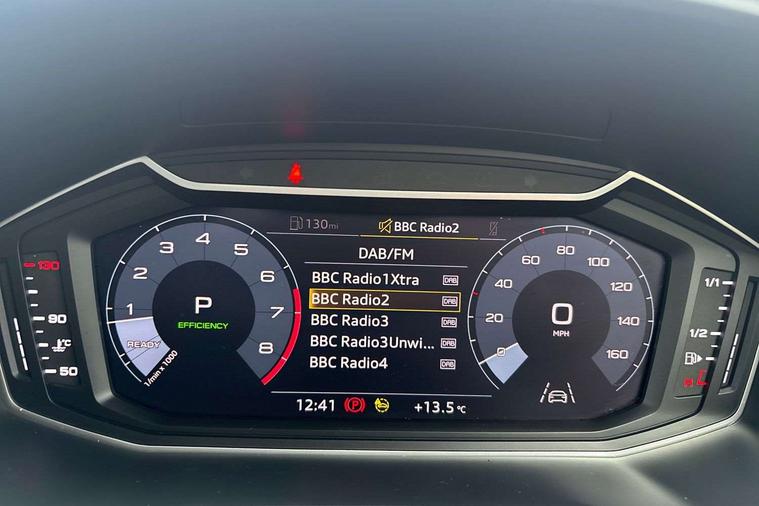 130mi BBC Radio2
DAB/FM
BBC Radio1Xtra DAB
BBC Radio2 DAB
BBC Radio3 DAB
BBC Radio3Unwi... DAB
BBC Radio4 DAB
12:41 P +13.5 °C
1 2 3 4 5 6 7 8
P
EFFICIENCY
READY
1/min x 1000
0 20 40 60 80 100 120 140 160
0
MPH
130
90
°C
50
1/1
1/2